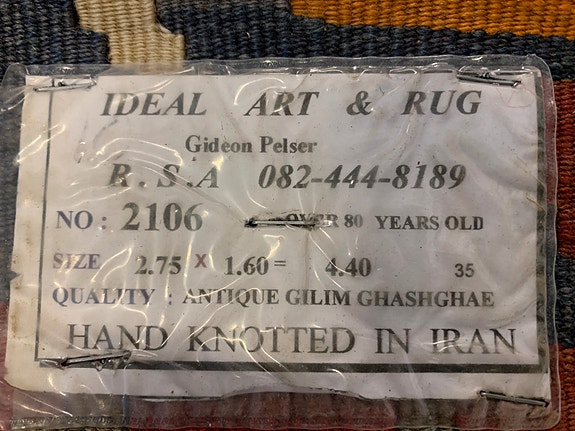 IDEAL ART & RUG
Gideon Pelser
R.S.A 082-444-8189
NO: 2106 OVER 80 YEARS OLD
SIZE 2.75 X 1.60 = 4.40 35
QUALITY : ANTIQUE GILIM GHASHGHAE
HAND KNOTTED IN IRAN